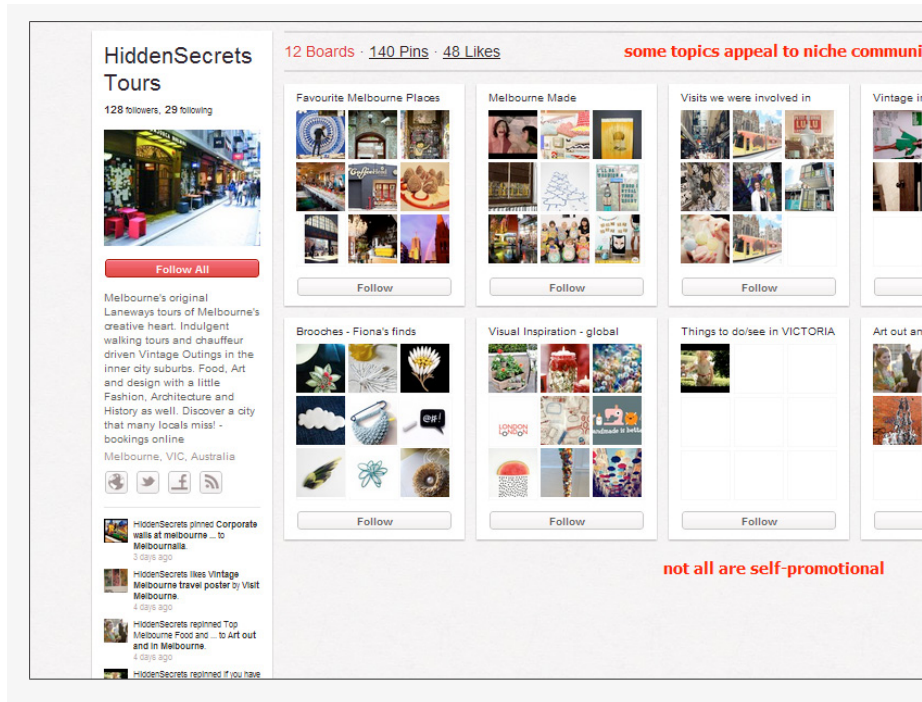 HiddenSecrets
Tours
128 followers, 29 following
Follow All
Melbourne's original
Laneways tours of Melbourne's
creative heart. Indulgent
walking tours and chauffeur
driven Vintage Outings in the
inner city suburbs. Food, Art
and design with a little
Fashion, Architecture and
History as well. Discover a city
that many locals miss! -
bookings online
Melbourne, VIC, Australia
HiddenSecrets pinned Corporate
walls at melbourne ... to
Melbournalia.
3 days ago
HiddenSecrets likes Vintage
Melbourne travel poster by Visit
Melbourne.
4 days ago
HiddenSecrets repinned Top
Melbourne Food and ... to Art out
and in Melbourne.
4 days ago
HiddenSecrets repinned If you have
12 Boards · 140 Pins · 48 Likes
some topics appeal to niche communi
Favourite Melbourne Places
Melbourne Made
Visits we were involved in
Vintage in
Follow
Follow
Follow
Brooches - Fiona's finds
Visual Inspiration - global
Things to do/see in VICTORIA
Art out an
@#!
LONDON
Follow
Follow
Follow
not all are self-promotional